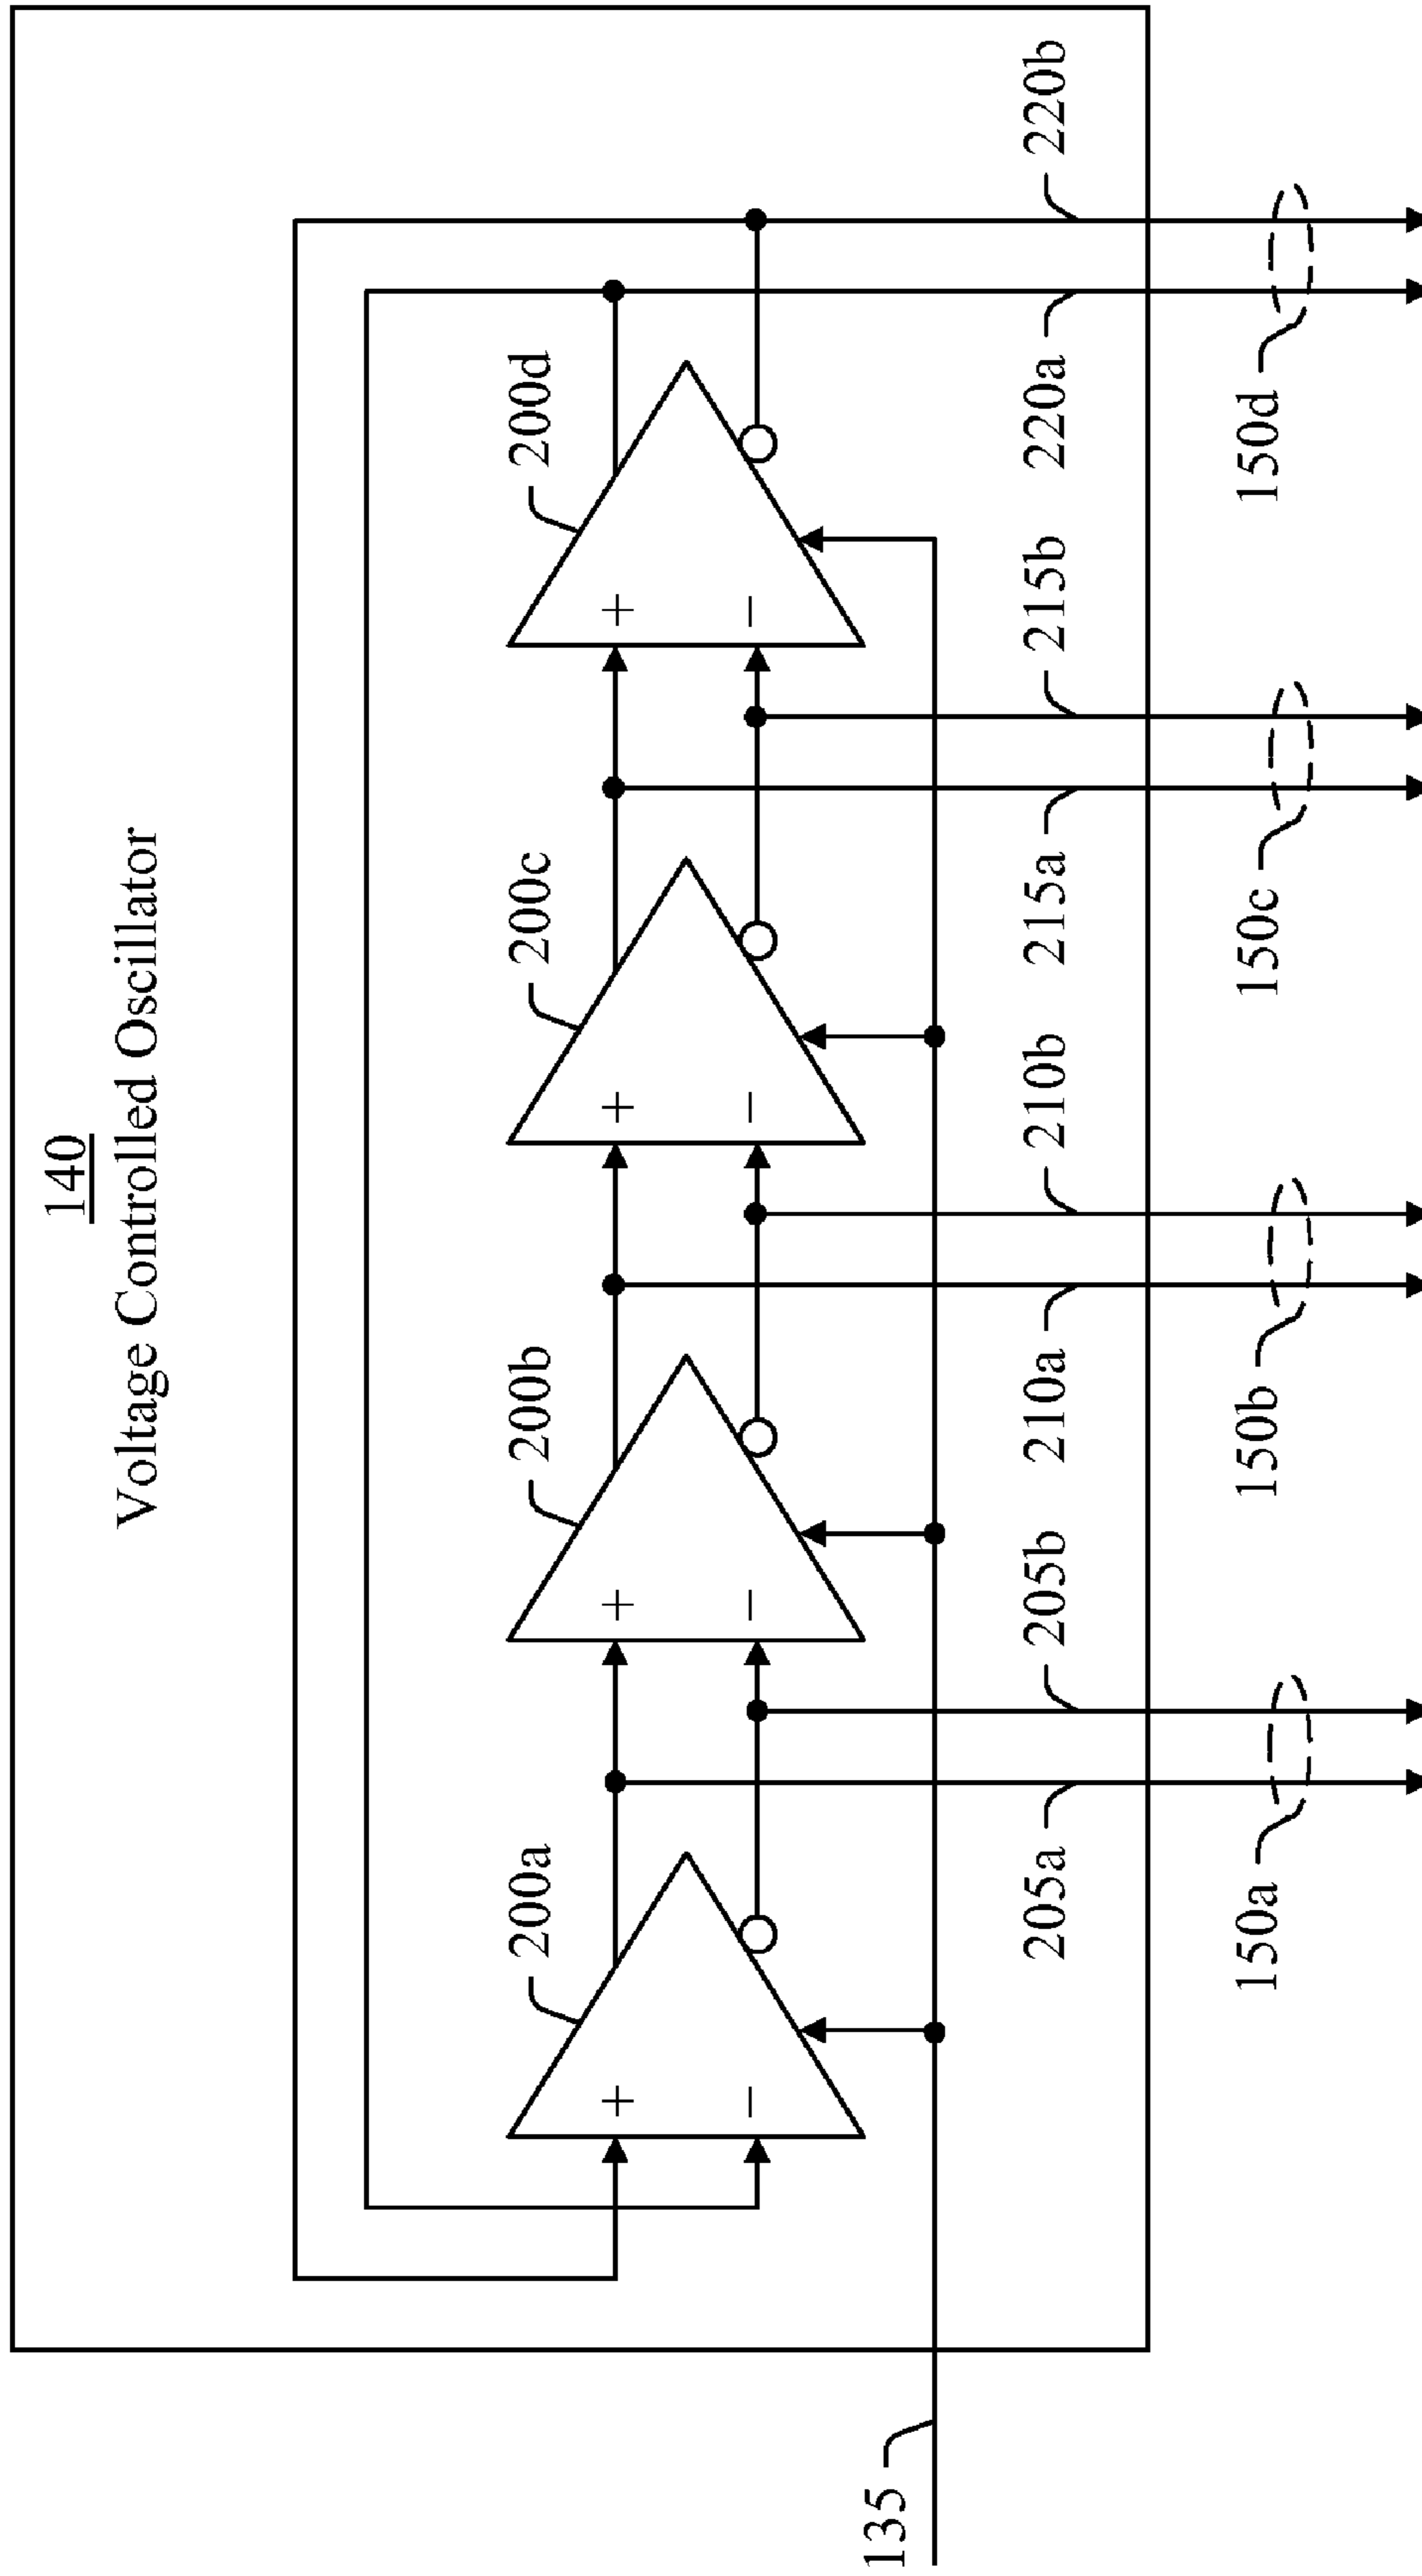 140
Voltage Controlled Oscillator
200a 200b 200c 200d
+ + + +
− − − −
135
205a 205b 210a 210b 215a 215b 220a 220b
150a 150b 150c 150d